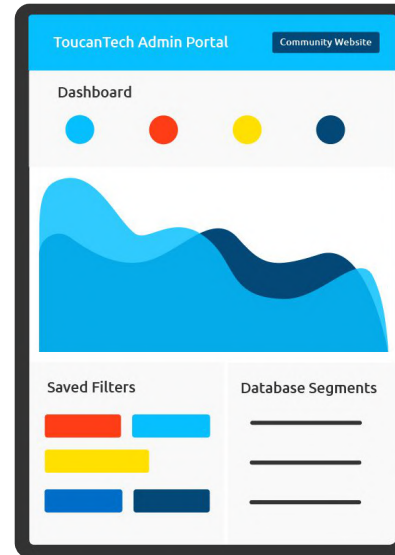 ToucanTech Admin Portal
Community Website
Dashboard
Saved Filters
Database Segments